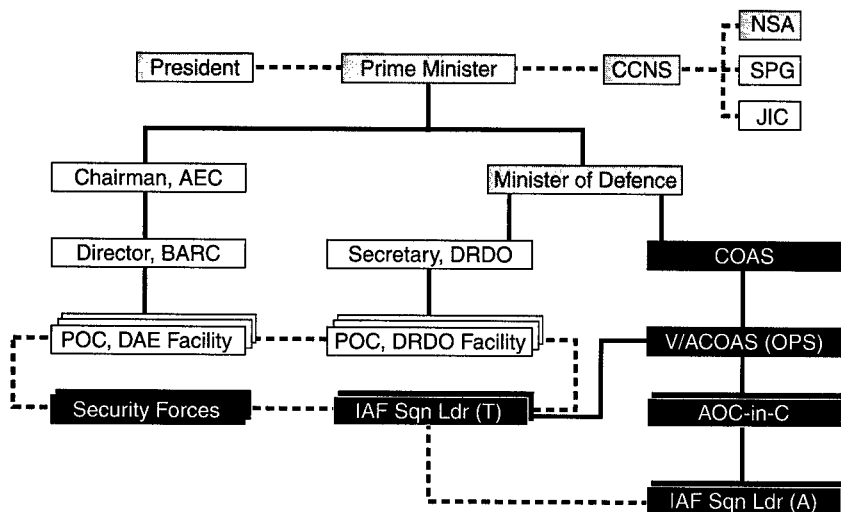 NSA
President
Prime Minister
CCNS
SPG
JIC
Chairman, AEC
Minister of Defence
Director, BARC
Secretary, DRDO
COAS
POC, DAE Facility
POC, DRDO Facility
V/ACOAS (OPS)
Security Forces
IAF Sqn Ldr (T)
AOC-in-C
IAF Sqn Ldr (A)